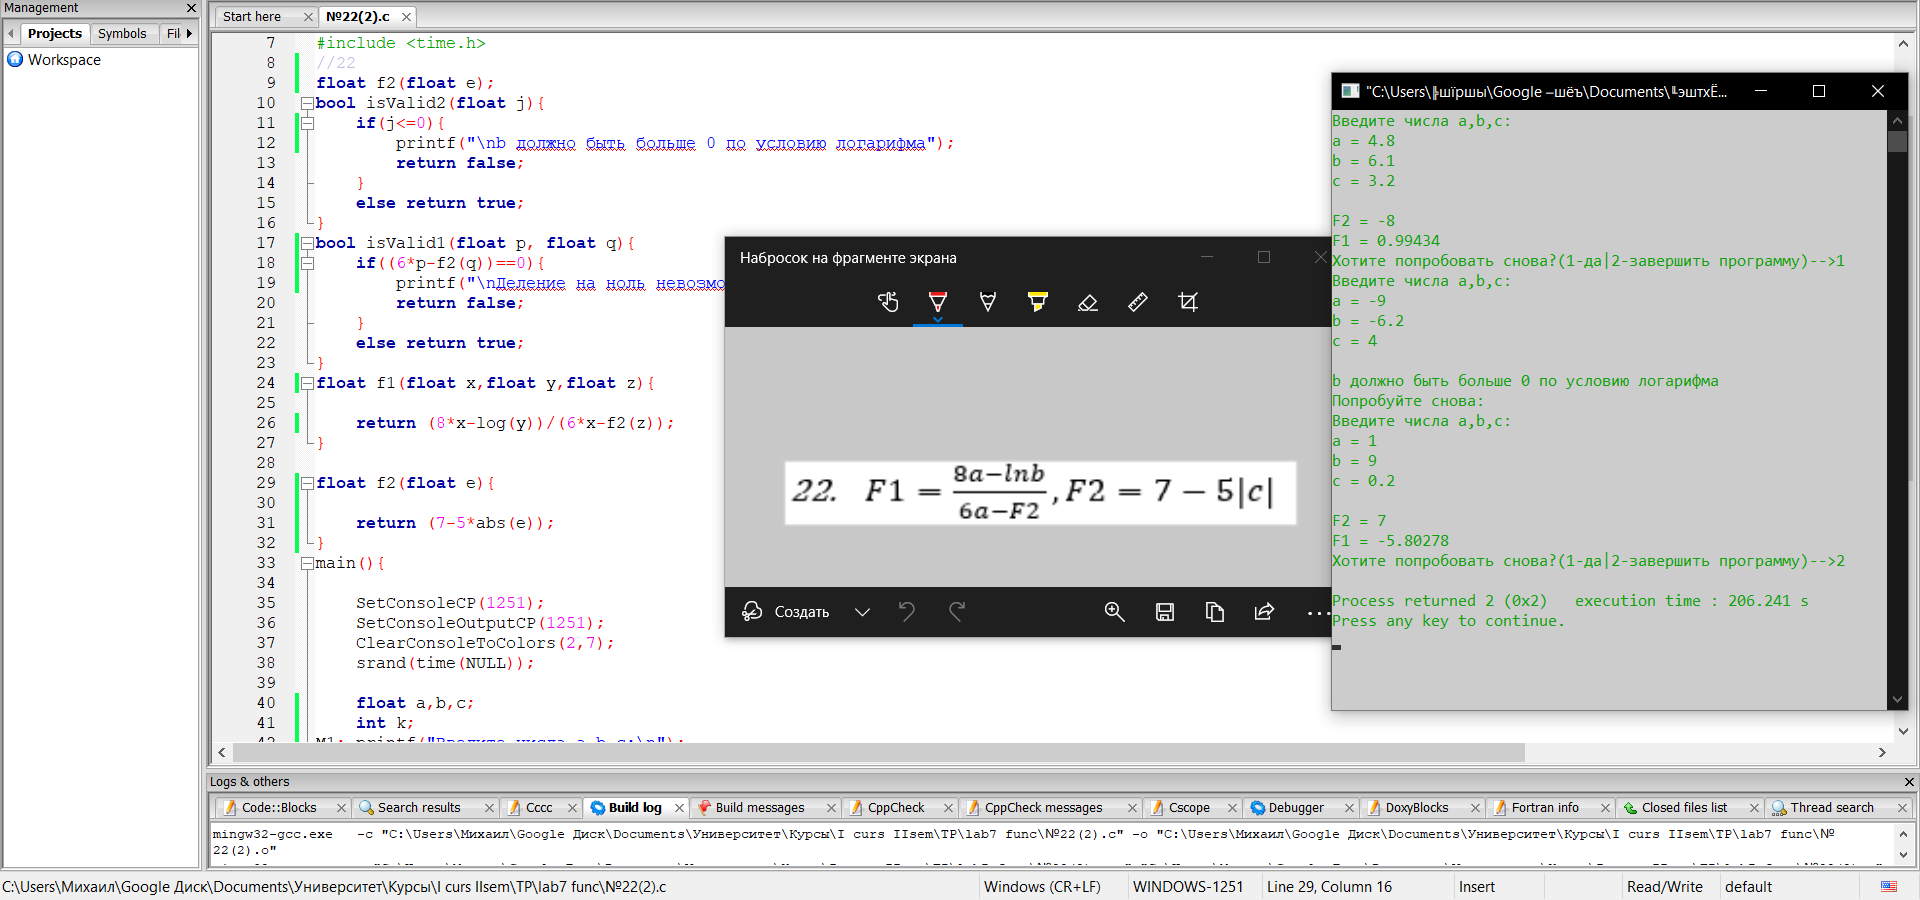 Management
Projects Symbols Fil
Workspace
Start here
№22(2).c
7 #include <time.h>
8 //22
9 float f2(float e);
10 bool isValid2(float j){
11 if(j<=0){
12 printf("\nb должно быть больше 0 по условию логарифма");
13 return false;
14 }
15 else return true;
16 }
17 bool isValid1(float p, float q){
18 if((6*p-f2(q))==0){
19 printf("\nДеление на ноль невозмо
20 return false;
21 }
22 else return true;
23 }
24 float f1(float x,float y,float z){
25
26 return (8*x-log(y))/(6*x-f2(z));
27 }
28
29 float f2(float e){
30
31 return (7-5*abs(e));
32 }
33 main(){
34
35 SetConsoleCP(1251);
36 SetConsoleOutputCP(1251);
37 ClearConsoleToColors(2,7);
38 srand(time(NULL));
39
40 float a,b,c;
41 int k;
42 M1: printf("Введите числа a,b,c:\n");
Набросок на фрагменте экрана
22. F1 = 8a−lnb / 6a−F2 , F2 = 7 − 5|c|
Создать
"C:\Users\╠шїршы\Google ─шёъ\Documents\╙эштхЁ...
Введите числа a,b,c:
a = 4.8
b = 6.1
c = 3.2
F2 = -8
F1 = 0.99434
Хотите попробовать снова?(1-да|2-завершить программу)-->1
Введите числа a,b,c:
a = -9
b = -6.2
c = 4
b должно быть больше 0 по условию логарифма
Попробуйте снова:
Введите числа a,b,c:
a = 1
b = 9
c = 0.2
F2 = 7
F1 = -5.80278
Хотите попробовать снова?(1-да|2-завершить программу)-->2
Process returned 2 (0x2) execution time : 206.241 s
Press any key to continue.
Logs & others
Code::Blocks Search results Cccc Build log Build messages CppCheck CppCheck messages Cscope Debugger DoxyBlocks Fortran info Closed files list Thread search
mingw32-gcc.exe -c "C:\Users\Михаил\Google Диск\Documents\Университет\Курсы\I curs IIsem\TP\lab7 func\№22(2).c" -o "C:\Users\Михаил\Google Диск\Documents\Университет\Курсы\I curs IIsem\TP\lab7 func\№
22(2).o"
C:\Users\Михаил\Google Диск\Documents\Университет\Курсы\I curs IIsem\TP\lab7 func\№22(2).c Windows (CR+LF) WINDOWS-1251 Line 29, Column 16 Insert Read/Write default